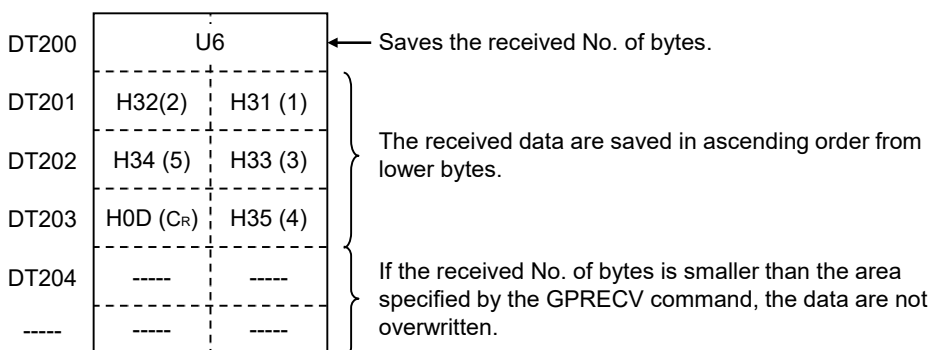 DT200 U6 Saves the received No. of bytes.
DT201 H32(2) H31 (1)
The received data are saved in ascending order from
DT202 H34 (5) H33 (3)
lower bytes.
DT203 H0D (CR) H35 (4)
DT204 ----- -----
If the received No. of bytes is smaller than the area
specified by the GPRECV command, the data are not
----- ----- -----
overwritten.